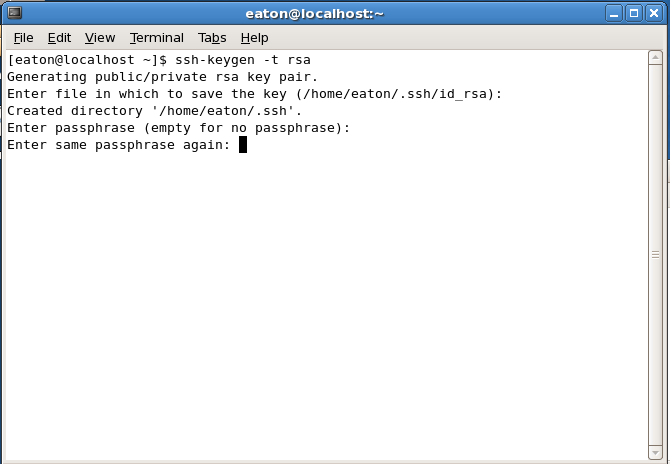 eaton@localhost:~
File Edit View Terminal Tabs Help
[eaton@localhost ~]$ ssh-keygen -t rsa
Generating public/private rsa key pair.
Enter file in which to save the key (/home/eaton/.ssh/id_rsa):
Created directory '/home/eaton/.ssh'.
Enter passphrase (empty for no passphrase):
Enter same passphrase again: